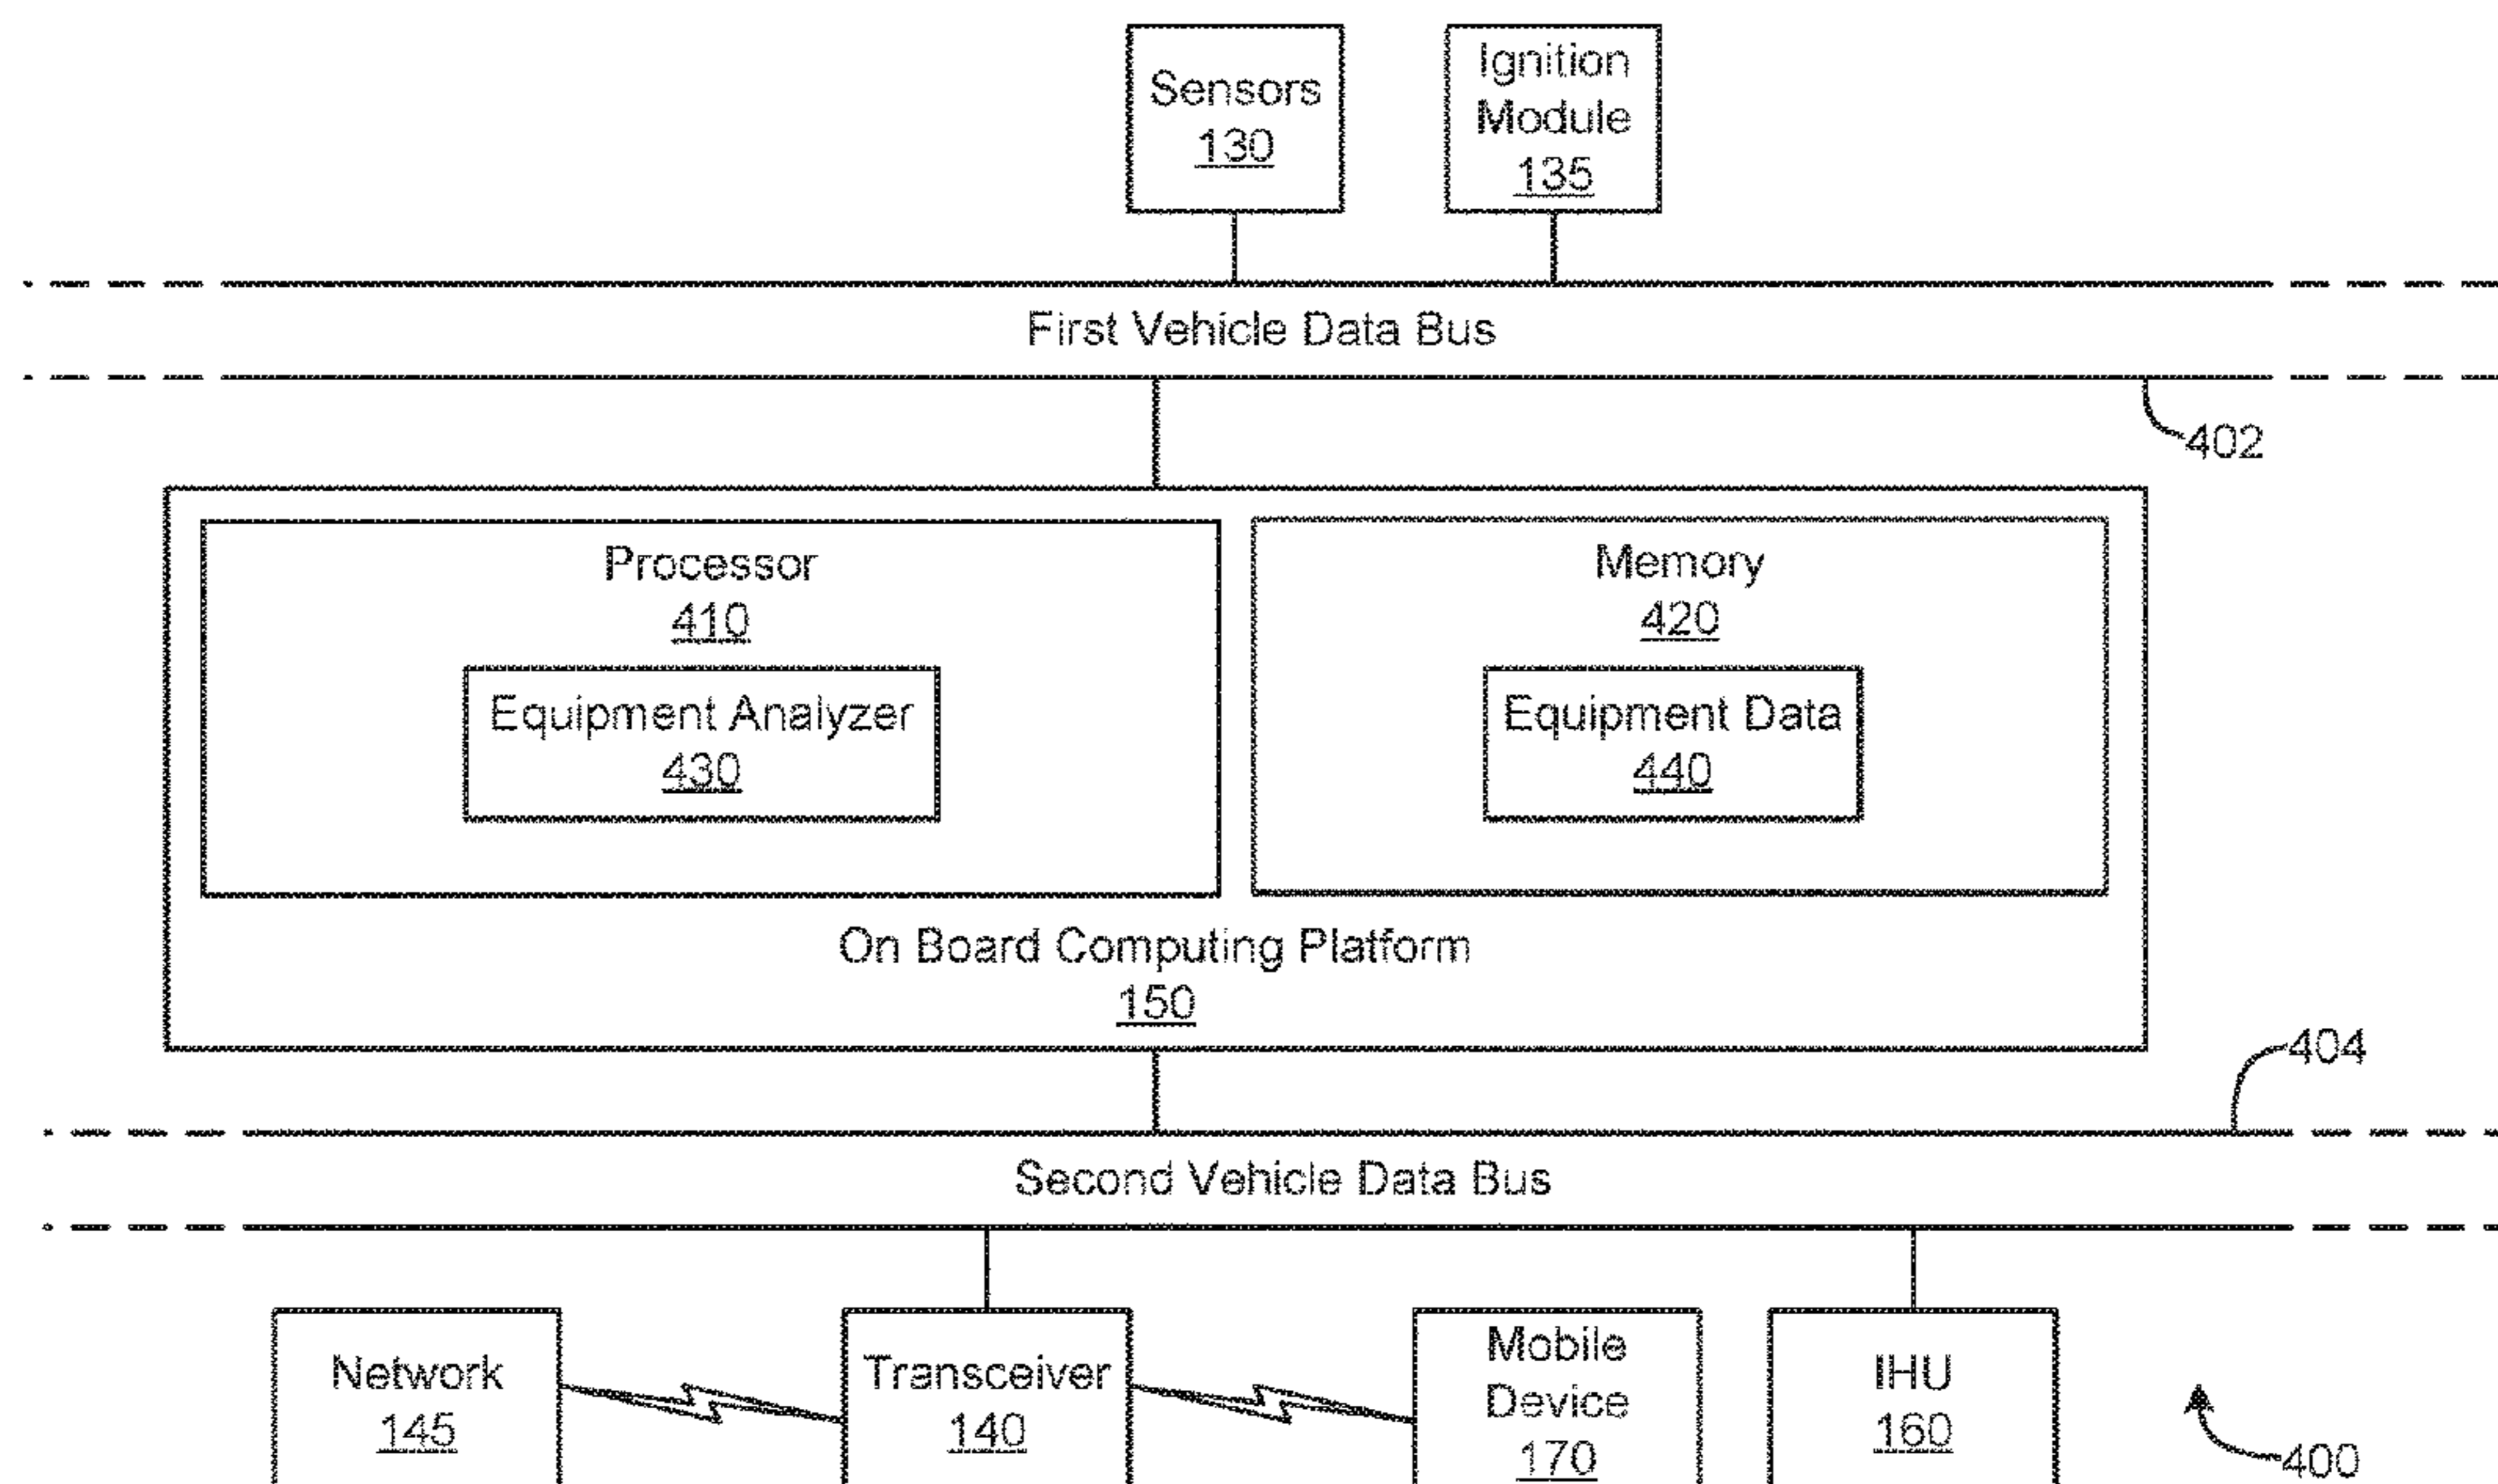 Sensors
130
Ignition
Module
135
First Vehicle Data Bus
402
Processor
410
Memory
420
Equipment Analyzer
430
Equipment Data
440
On Board Computing Platform
150
404
Second Vehicle Data Bus
Network
145
Transceiver
140
Mobile
Device
170
IHU
160
400